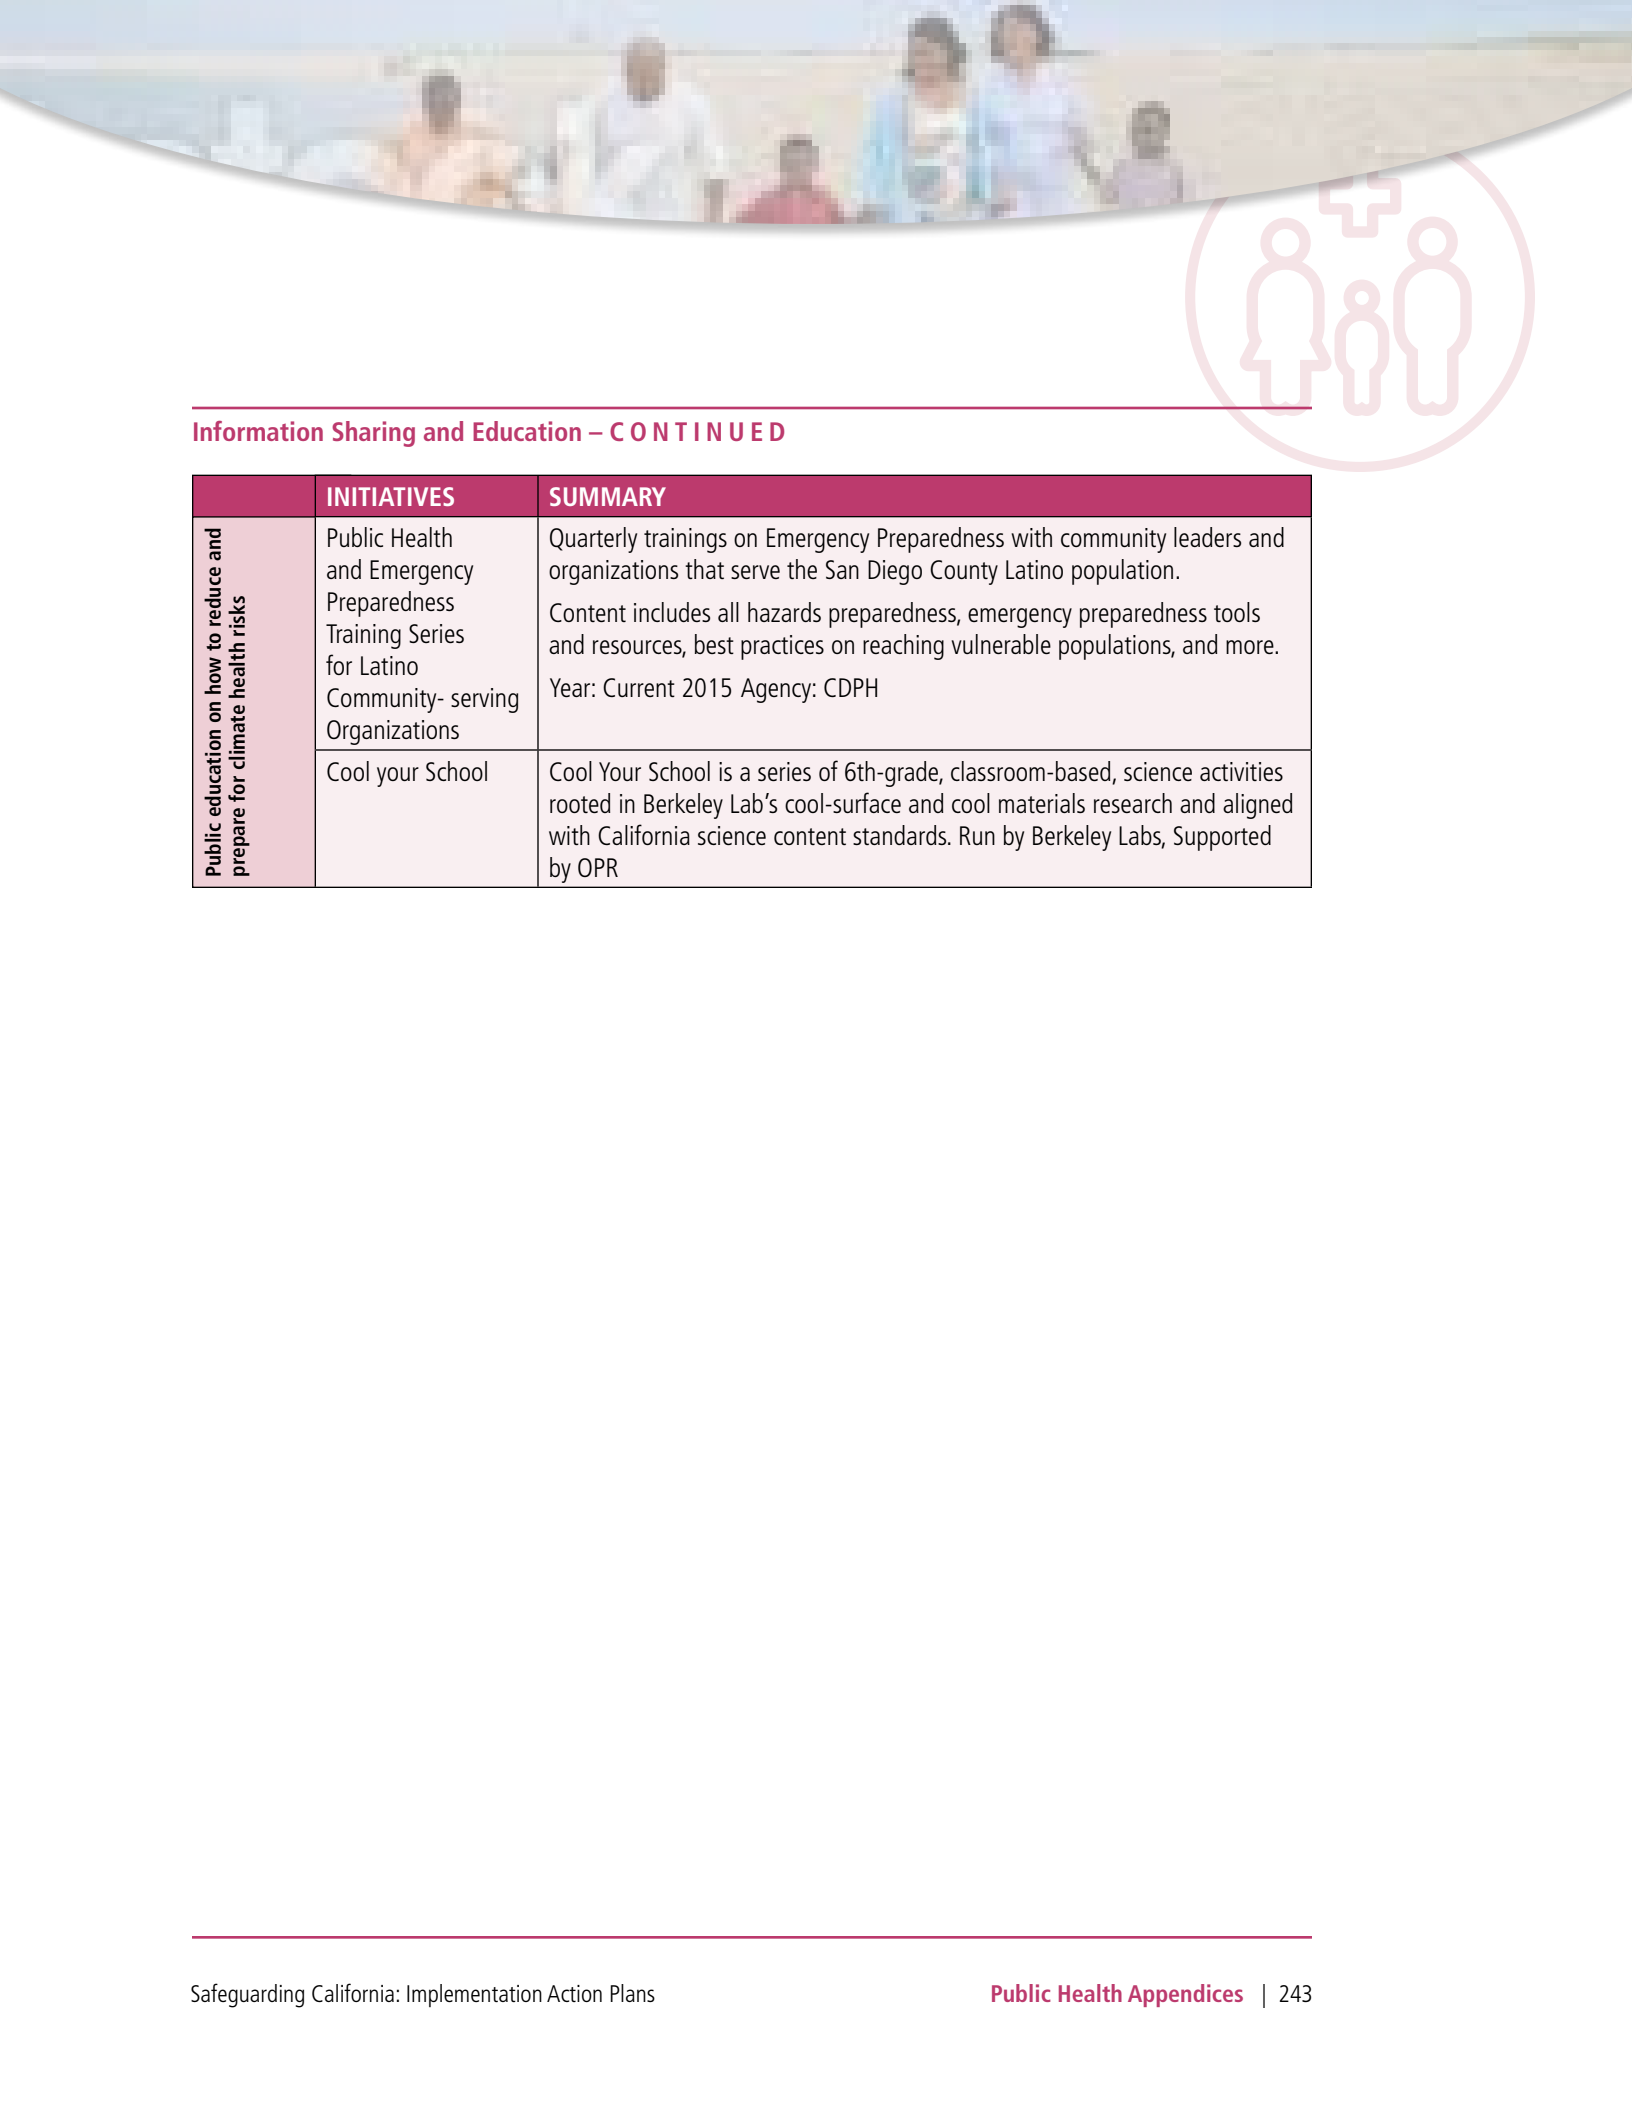 Information Sharing and Education – CONTINUED
INITIATIVES
SUMMARY
Public education on how to reduce and
prepare for climate health risks
Public Health
and Emergency
Preparedness
Training Series
for Latino
Community- serving
Organizations
Quarterly trainings on Emergency Preparedness with community leaders and
organizations that serve the San Diego County Latino population.
Content includes all hazards preparedness, emergency preparedness tools
and resources, best practices on reaching vulnerable populations, and more.
Year: Current 2015 Agency: CDPH
Cool your School
Cool Your School is a series of 6th-grade, classroom-based, science activities
rooted in Berkeley Lab’s cool-surface and cool materials research and aligned
with California science content standards. Run by Berkeley Labs, Supported
by OPR
Safeguarding California: Implementation Action Plans
Public Health Appendices | 243